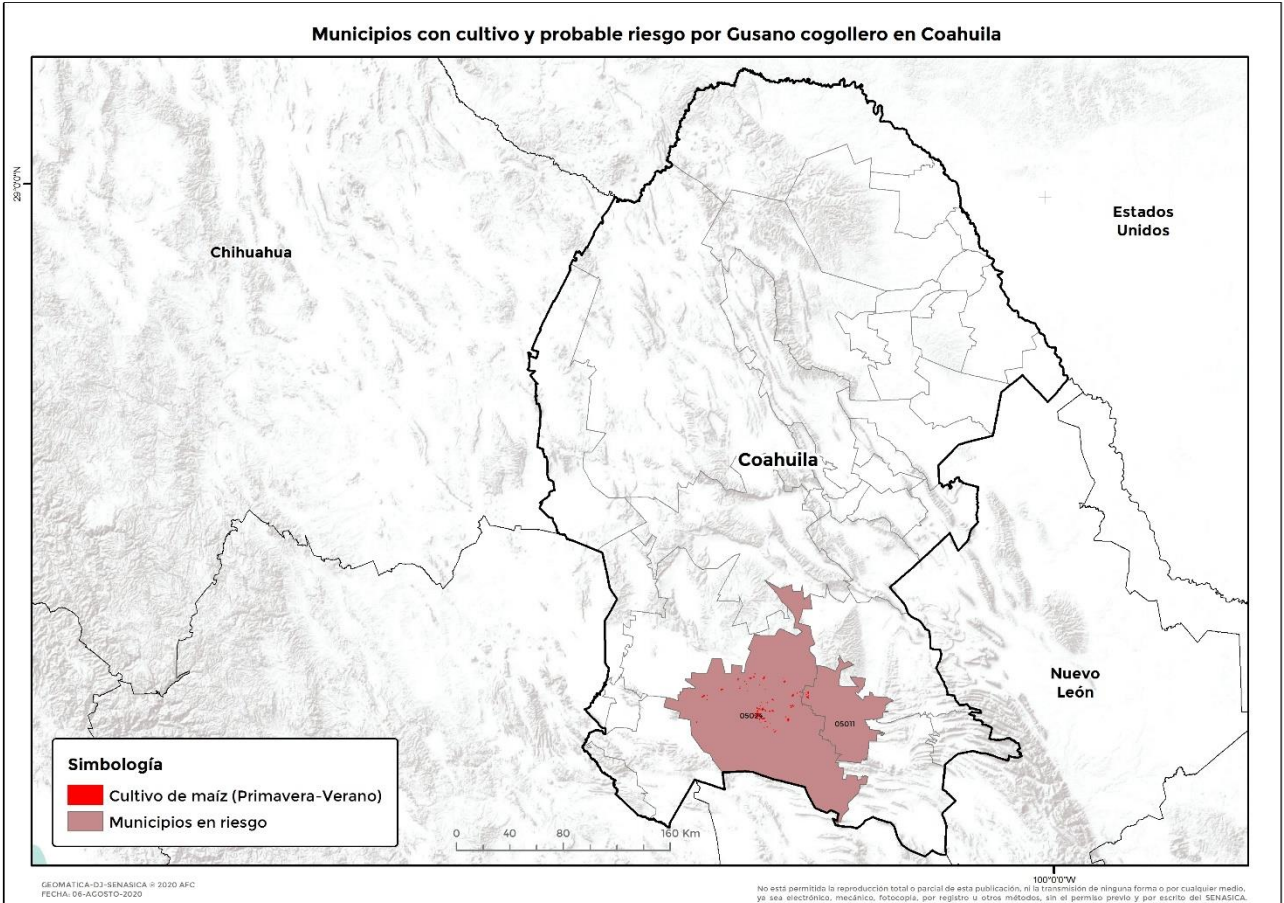 Municipios con cultivo y probable riesgo por Gusano cogollero en Coahuila
29°0'0"N
Estados
Unidos
Chihuahua
Coahuila
Nuevo
León
05011
Simbología
Cultivo de maíz (Primavera-Verano)
Municipios en riesgo
0 40 80 160 Km
100°0'0"W
GEOMATICA-DJ-SENASICA © 2020 AFC
FECHA: 06-AGOSTO-2020
No está permitida la reproducción total o parcial de esta publicación, ni la transmisión de ninguna forma o por cualquier medio,
ya sea electrónico, mecánico, fotocopia, por registro u otros métodos, sin el permiso previo y por escrito del SENASICA.